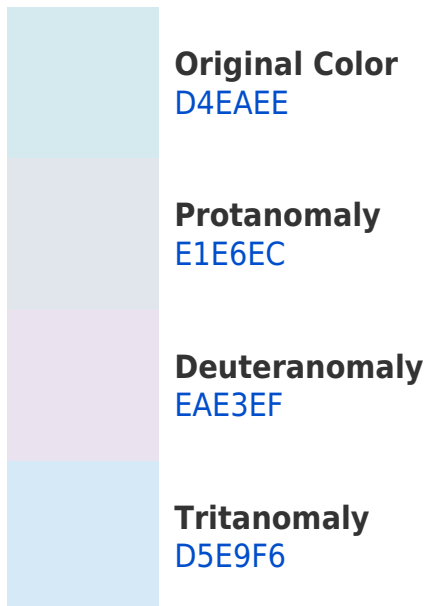 Original Color
D4EAEE
Protanomaly
E1E6EC
Deuteranomaly
EAE3EF
Tritanomaly
D5E9F6